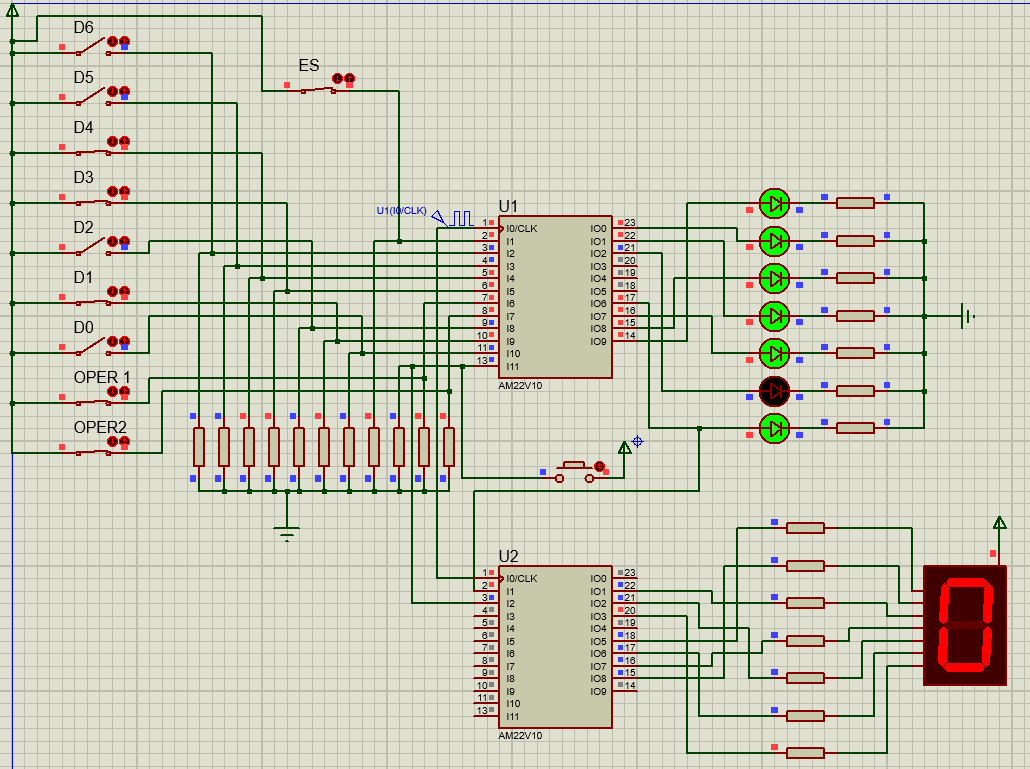 D6
ES
D5
D4
D3
D2
D1
D0
OPER 1
OPER2
U1(I0/CLK)
U1
1 I0/CLK IO0 23
2 I1 IO1 22
3 I2 IO2 21
4 I3 IO3 20
5 I4 IO4 19
6 I5 IO5 18
7 I6 IO6 17
8 I7 IO7 16
9 I8 IO8 15
10 I9 IO9 14
11 I10
13 I11
AM22V10
U2
1 I0/CLK IO0 23
2 I1 IO1 22
3 I2 IO2 21
4 I3 IO3 20
5 I4 IO4 19
6 I5 IO5 18
7 I6 IO6 17
8 I7 IO7 16
9 I8 IO8 15
10 I9 IO9 14
11 I10
13 I11
AM22V10
0